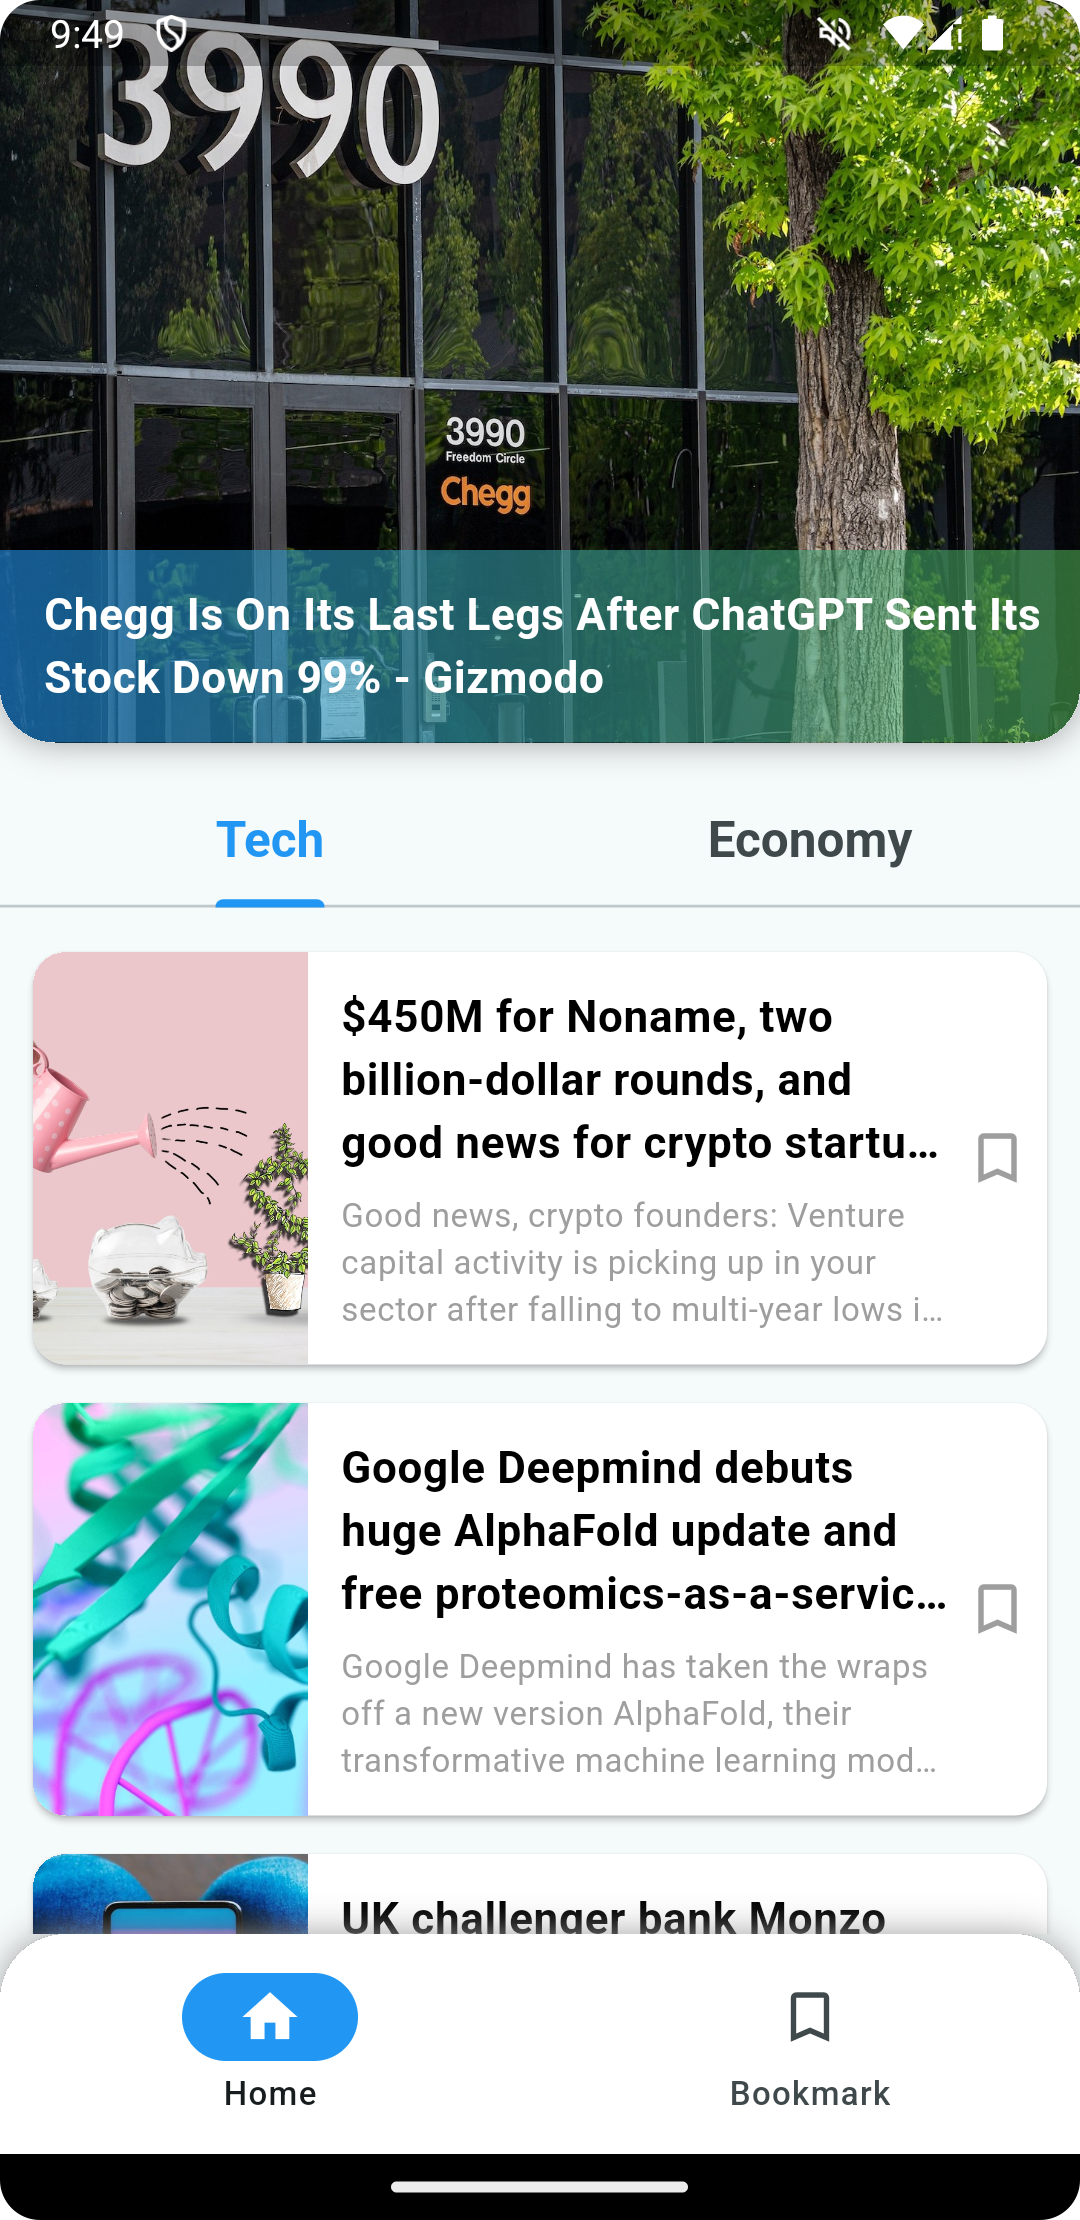 9:49
3990
3990
Freedom Circle
Chegg
Chegg Is On Its Last Legs After ChatGPT Sent Its
Stock Down 99% - Gizmodo
Tech
Economy
$450M for Noname, two
billion-dollar rounds, and
good news for crypto startu…
Good news, crypto founders: Venture
capital activity is picking up in your
sector after falling to multi-year lows i…
Google Deepmind debuts
huge AlphaFold update and
free proteomics-as-a-servic…
Google Deepmind has taken the wraps
off a new version AlphaFold, their
transformative machine learning mod…
UK challenger bank Monzo
Home
Bookmark